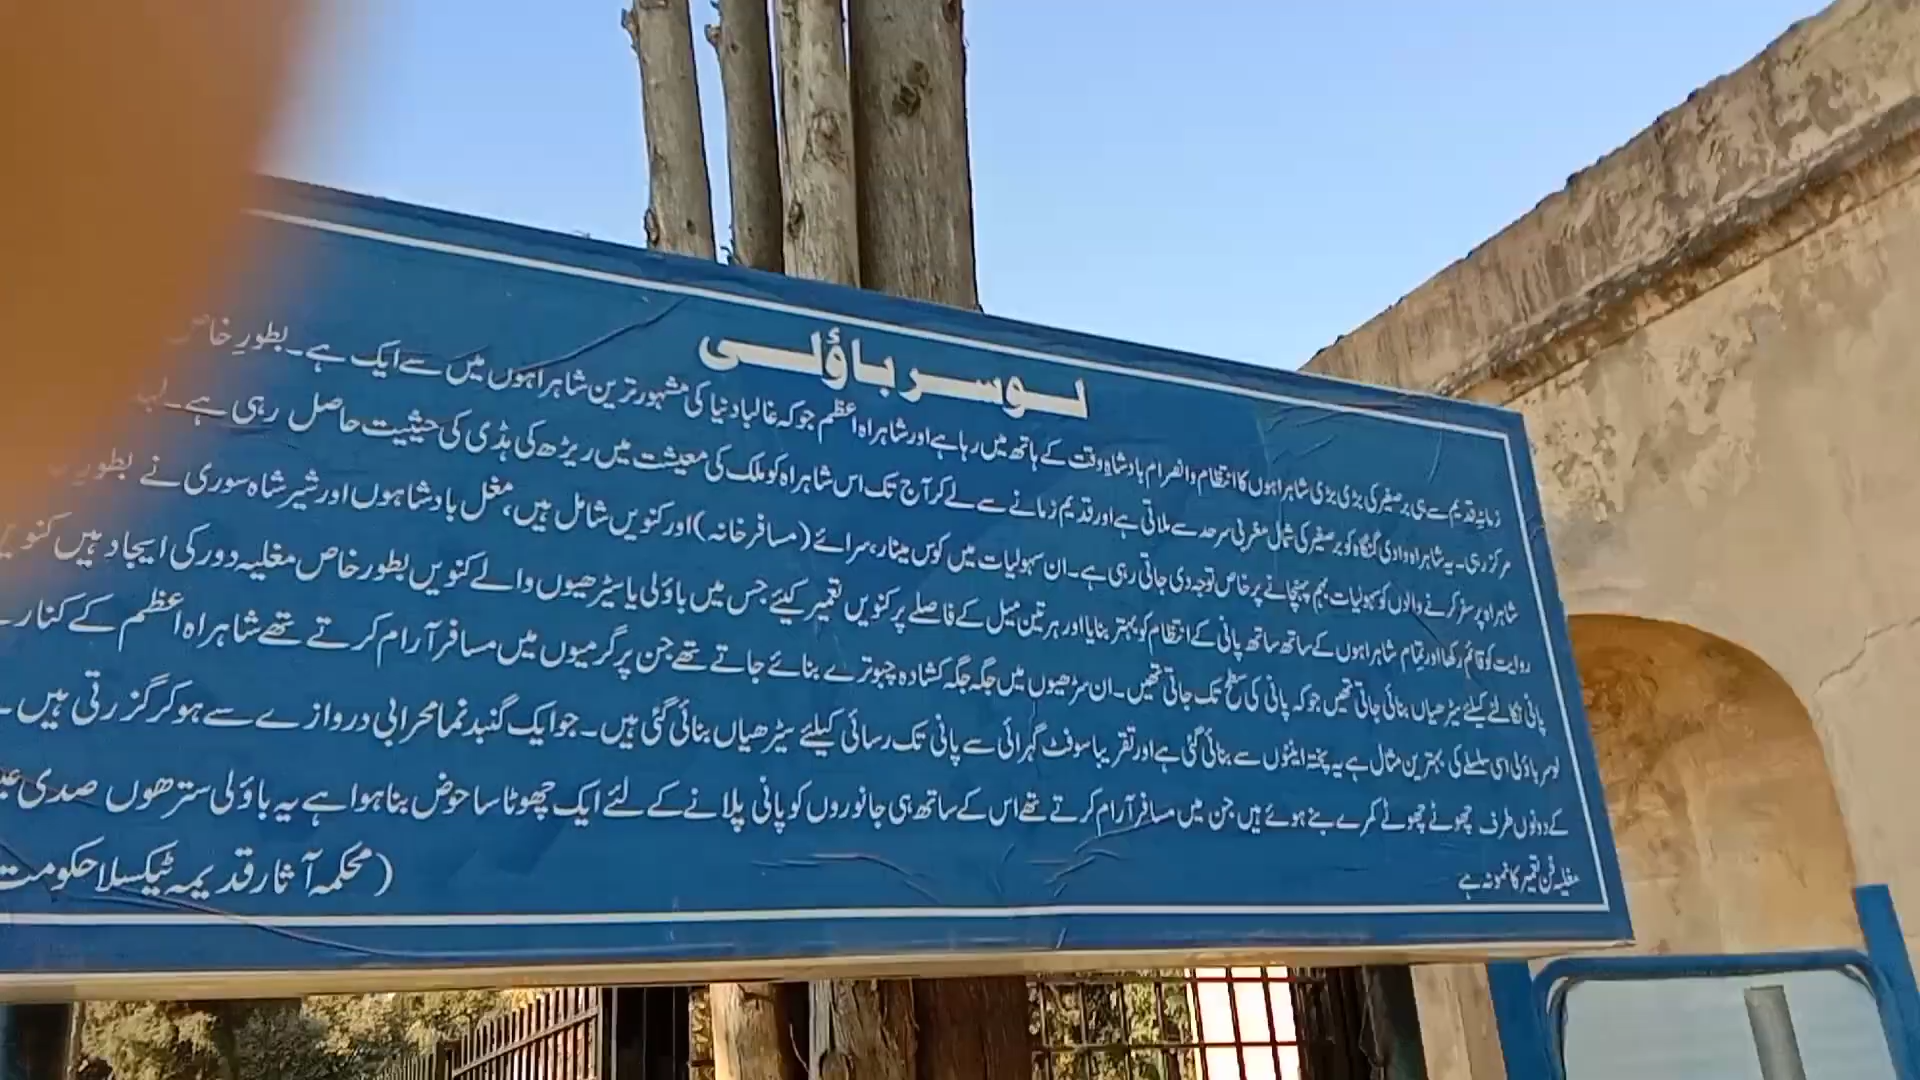 لوسر باؤلی
زمانہ قدیم سے ہی برصغیر کی بڑی بڑی شاہراہوں کا انتظام و انصرام بادشاہِ وقت کے ہاتھ میں رہا ہے اور شاہراہ اعظم جو کہ غالبا دنیا کی مشہور ترین شاہراہوں میں سے ایک ہے۔ بطورِ خاص
مرکز رہی۔ یہ شاہراہ وادی گنگا کو برصغیر کی شمال مغربی سرحد سے ملاتی ہے اور قدیم زمانے سے لے کر آج تک اس شاہراہ کو ملک کی معیشت میں ریڑھ کی ہڈی کی حیثیت حاصل رہی ہے۔
شاہراہ پر سفر کرنے والوں کو سہولیات بہم پہنچانے پر خاص توجہ دی جاتی رہی ہے۔ ان سہولیات میں کوس مینار، سرائے (مسافر خانہ) اور کنویں شامل ہیں، مغل بادشاہوں اور شیر شاہ سوری نے بطورِ
روایت کو قائم رکھا اور تمام شاہراہوں کے ساتھ ساتھ پانی کے انتظام کو بہتر بنایا اور ہر تین میل کے فاصلے پر کنویں تعمیر کیئے جس میں باؤلی یا سیڑھیوں والے کنویں بطور خاص مغلیہ دور کی ایجاد ہیں
پانی نکالنے کیلئے سیڑھیاں بنائی جاتی تھیں جو کہ پانی کی سطح تک جاتی تھیں۔ ان سڑھیوں میں جگہ جگہ کشادہ چبوترے بنائے جاتے تھے جن پر گرمیوں میں مسافر آرام کرتے تھے شاہراہ اعظم کے کنارے
لوسر باؤلی اسی سلسلے کی بہترین مثال ہے یہ پختہ اینٹوں سے بنائی گئی ہے اور تقریبا سوفٹ گہرائی سے پانی تک رسائی کیلئے سیڑھیاں بنائی گئی ہیں۔ جو ایک گنبد نما محرابی دروازے سے ہو کر گزرتی ہیں۔
کے دونوں طرف چھوٹے چھوٹے کمرے بنے ہوئے ہیں جن میں مسافر آرام کرتے تھے اس کے ساتھ ہی جانوروں کو پانی پلانے کے لئے ایک چھوٹا سا حوض بنا ہوا ہے یہ باؤلی سترھوں صدی
مغلیہ فن تعمیر کا نمونہ ہے
(محکمہ آثار قدیمہ ٹیکسلا حکومت